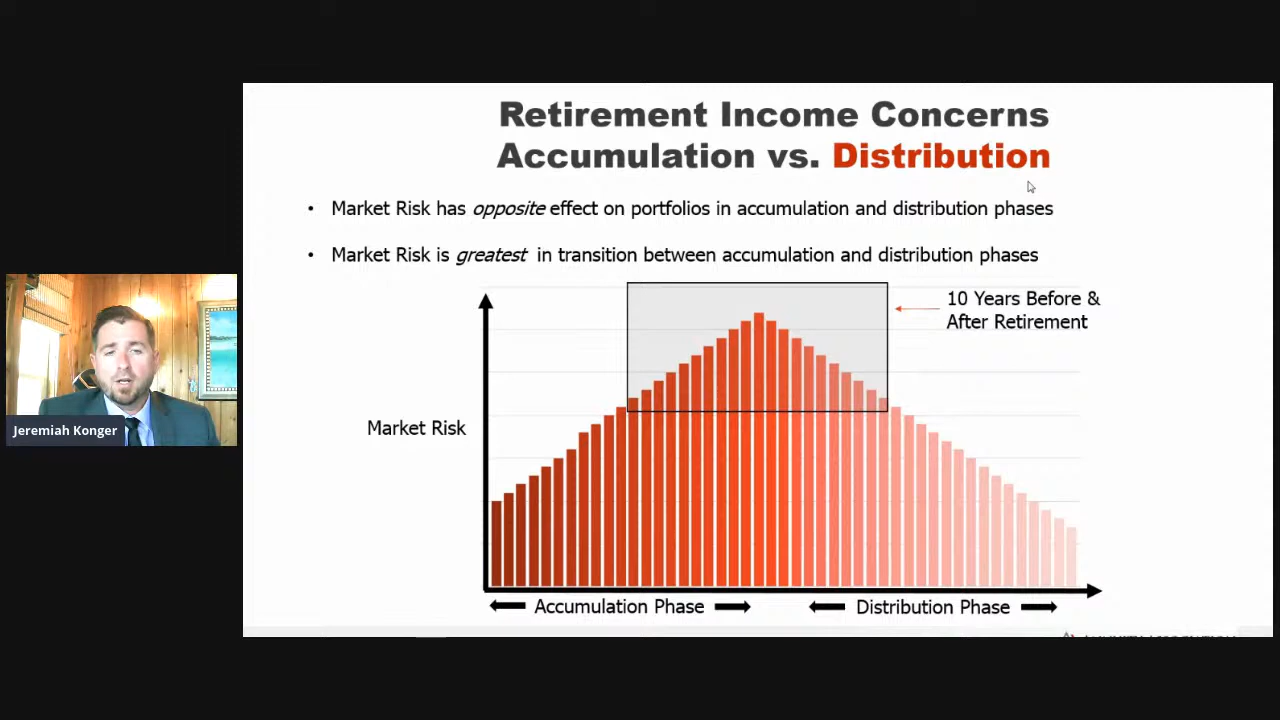 Retirement Income Concerns
Accumulation vs. Distribution
• Market Risk has opposite effect on portfolios in accumulation and distribution phases
• Market Risk is greatest in transition between accumulation and distribution phases
10 Years Before &
After Retirement
Market Risk
Jeremiah Konger
Accumulation Phase
Distribution Phase